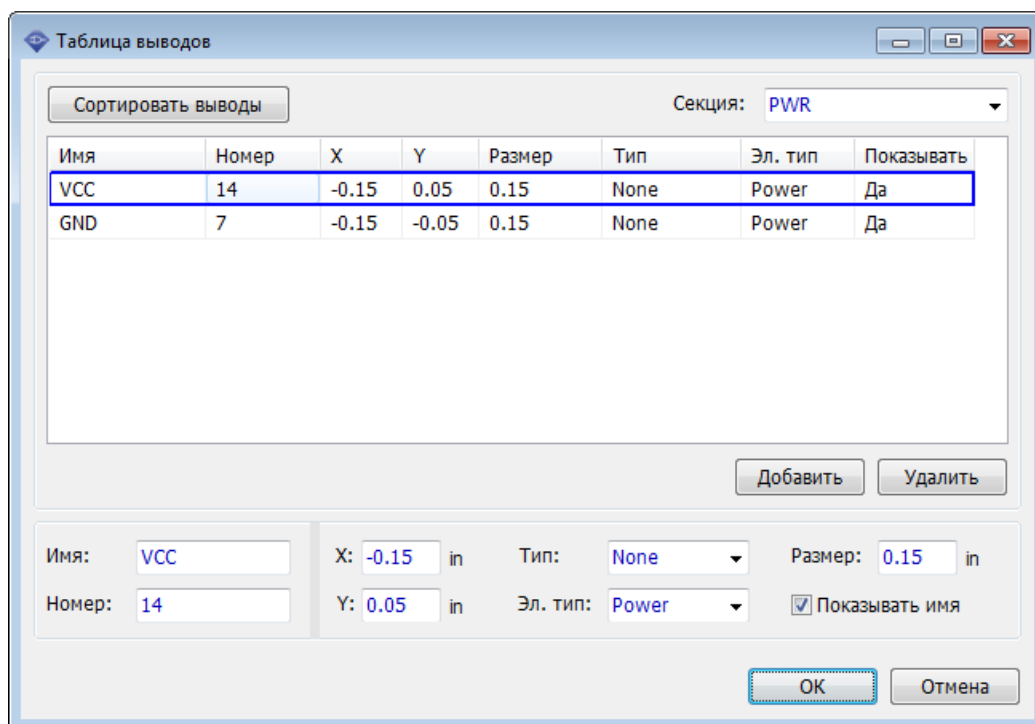 Таблица выводов
Сортировать выводы Секция: PWR
Имя Номер X Y Размер Тип Эл. тип Показывать
VCC 14 -0.15 0.05 0.15 None Power Да
GND 7 -0.15 -0.05 0.15 None Power Да
Добавить Удалить
Имя: VCC X: -0.15 in Тип: None Размер: 0.15 in
Номер: 14 Y: 0.05 in Эл. тип: Power Показывать имя
OK Отмена